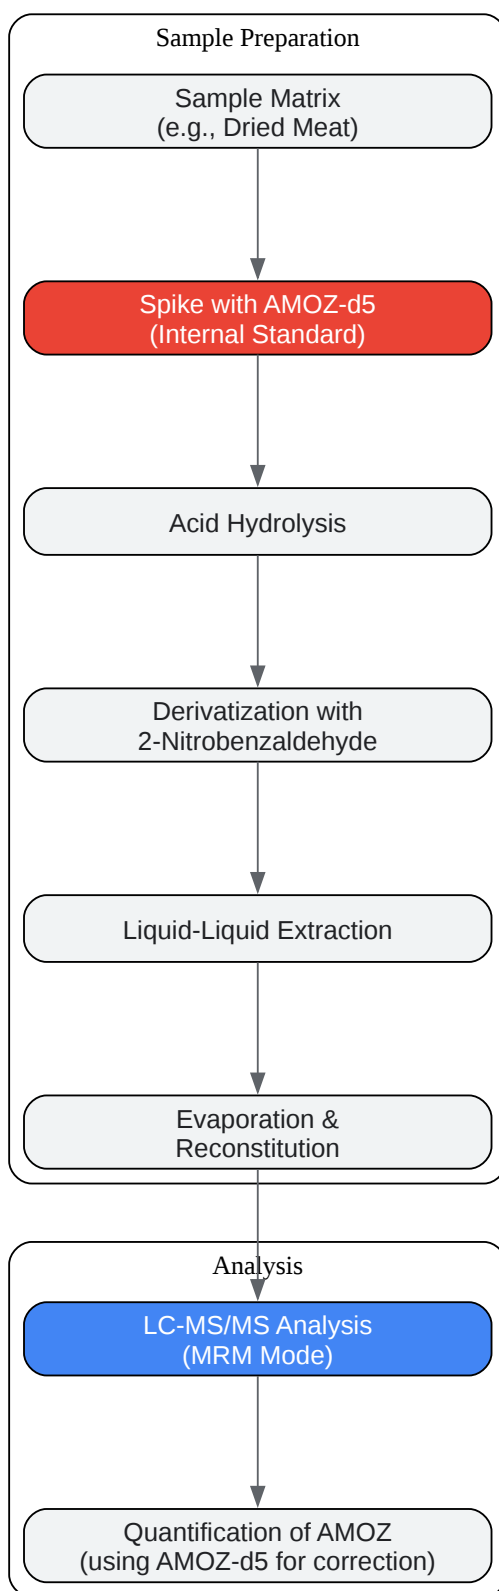 Sample Preparation
Sample Matrix
(e.g., Dried Meat)
Spike with AMOZ-d5
(Internal Standard)
Acid Hydrolysis
Derivatization with
2-Nitrobenzaldehyde
Liquid-Liquid Extraction
Evaporation &
Reconstitution
Analysis
LC-MS/MS Analysis
(MRM Mode)
Quantification of AMOZ
(using AMOZ-d5 for correction)